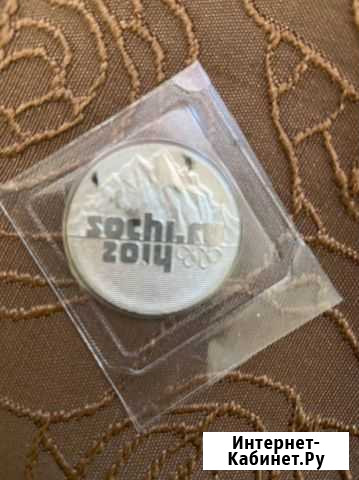 sochi.ru
2014
Интернет-
Кабинет.Ру